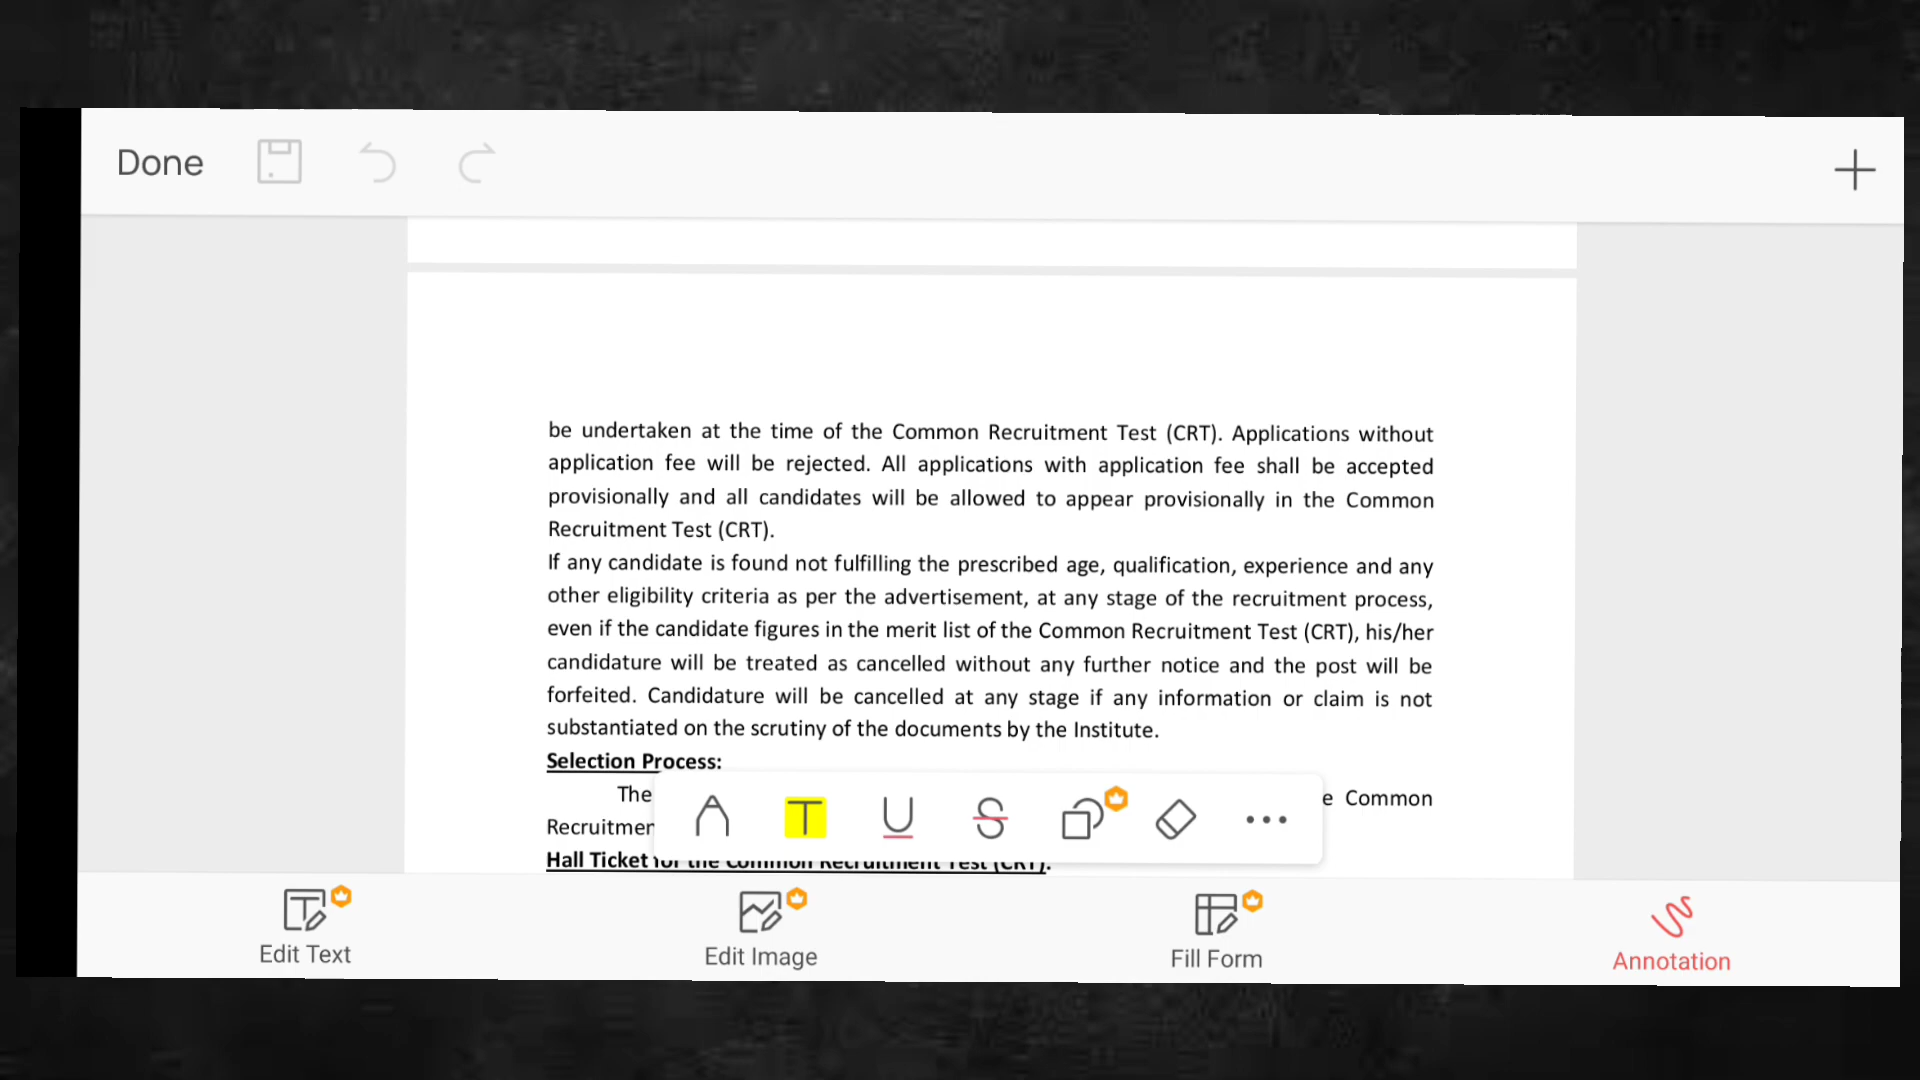 Done
be undertaken at the time of the Common Recruitment Test (CRT). Applications without
application fee will be rejected. All applications with application fee shall be accepted
provisionally and all candidates will be allowed to appear provisionally in the Common
Recruitment Test (CRT).
If any candidate is found not fulfilling the prescribed age, qualification, experience and any
other eligibility criteria as per the advertisement, at any stage of the recruitment process,
even if the candidate figures in the merit list of the Common Recruitment Test (CRT), his/her
candidature will be treated as cancelled without any further notice and the post will be
forfeited. Candidature will be cancelled at any stage if any information or claim is not
substantiated on the scrutiny of the documents by the Institute.
Selection Process:
The Common
Hall Ticket for the Common Recruitment Test (CRT).
T U S
Edit Text
Edit Image
Fill Form
Annotation